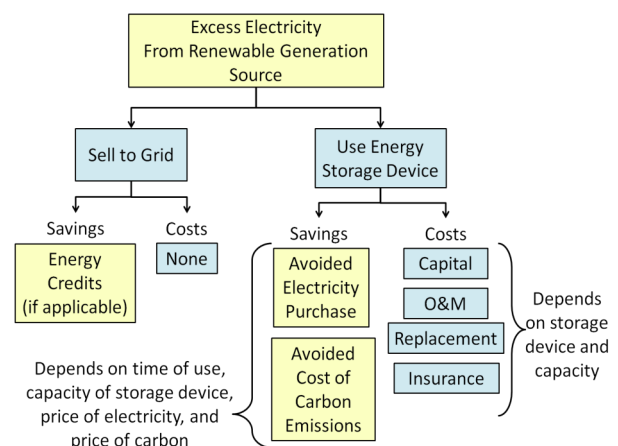 Excess Electricity
From Renewable Generation
Source
Sell to Grid
Use Energy
Storage Device
Savings
Costs
Energy
Credits
(if applicable)
None
Savings
Costs
Avoided
Electricity
Purchase
Avoided
Cost of
Carbon
Emissions
Capital
O&M
Replacement
Insurance
Depends
on storage
device and
capacity
Depends on time of use,
capacity of storage device,
price of electricity, and
price of carbon